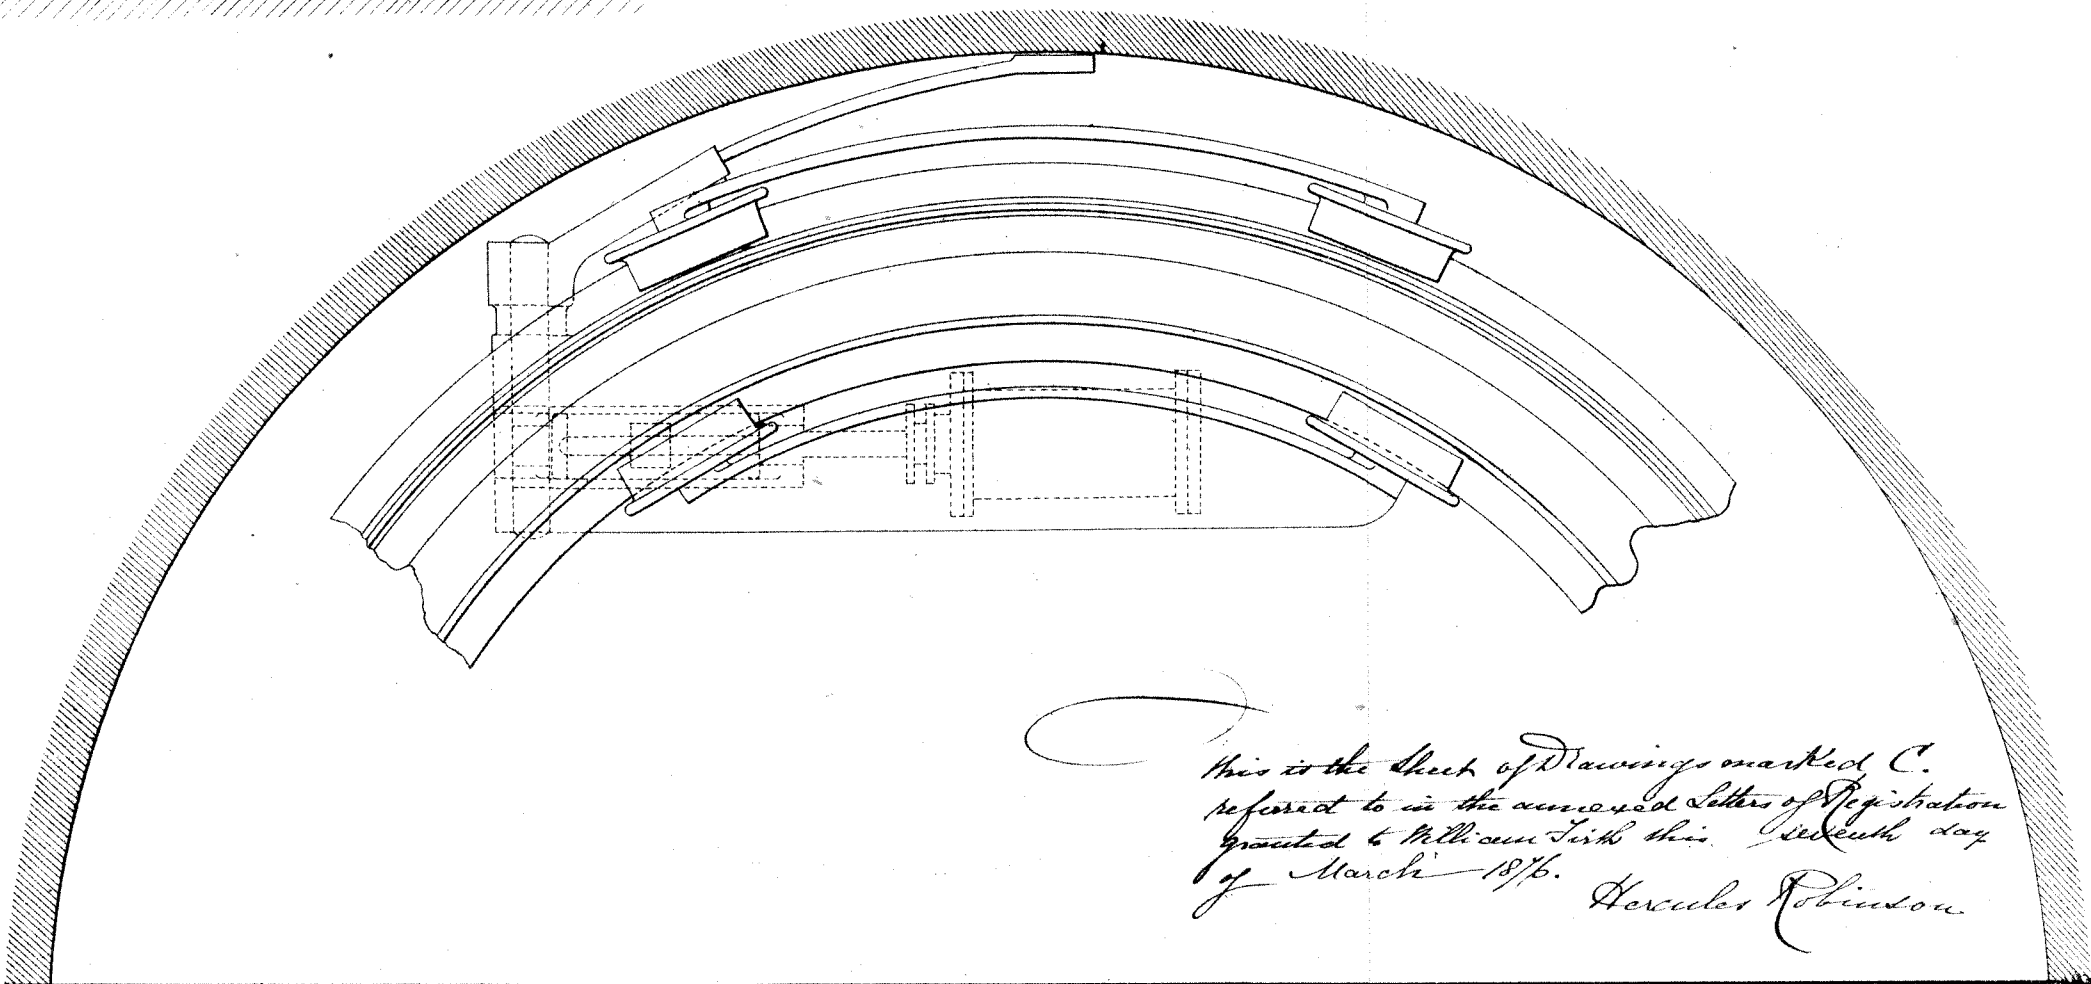 This is the Sheet of Drawings marked C.
referred to in the annexed Letters of Registration
granted to William Firth this seventh day
of March 1876.
Hercules Robinson